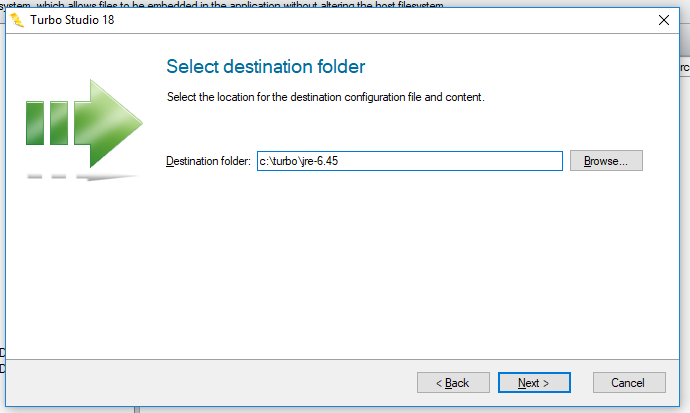 system, which allows files to be embedded in the application without altering the host filesystem
Turbo Studio 18
Select destination folder
Select the location for the destination configuration file and content.
Destination folder: c:\turbo\jre-6.45 Browse...
< Back Next > Cancel